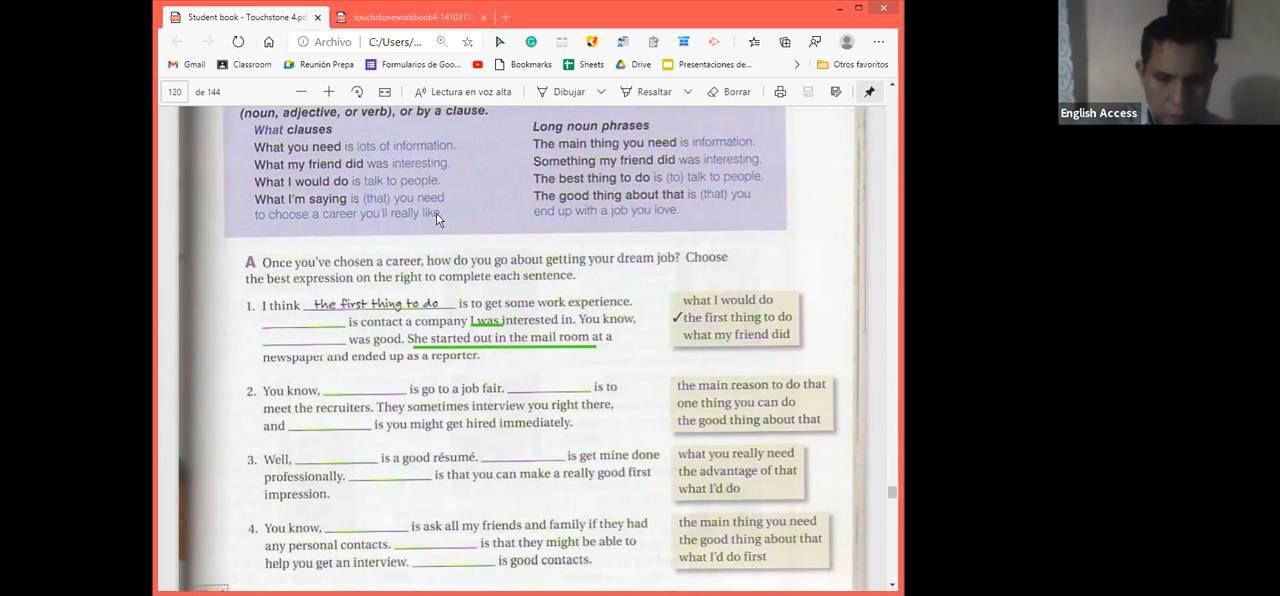 Student book - Touchstone 4.pd
touchstoneworkbook4-1410311
Archivo
C:/Users/...
Gmail
Classroom
Reunión Prepa
Formularios de Goo...
Bookmarks
Sheets
Drive
Presentaciones de...
Otros favoritos
120 de 144
Lectura en voz alta
Dibujar
Resaltar
Borrar
English Access
(noun, adjective, or verb), or by a clause.
What clauses
What you need is lots of information.
What my friend did was interesting.
What I would do is talk to people.
What I'm saying is (that) you need
to choose a career you'll really like.
Long noun phrases
The main thing you need is information.
Something my friend did was interesting.
The best thing to do is (to) talk to people.
The good thing about that is (that) you
end up with a job you love.
A Once you've chosen a career, how do you go about getting your dream job? Choose
the best expression on the right to complete each sentence.
1. I think the first thing to do is to get some work experience.
____________ is contact a company I was interested in. You know,
____________ was good. She started out in the mail room at a
newspaper and ended up as a reporter.
what I would do
✓the first thing to do
what my friend did
2. You know, ____________ is go to a job fair. ____________ is to
meet the recruiters. They sometimes interview you right there,
and ____________ is you might get hired immediately.
the main reason to do that
one thing you can do
the good thing about that
3. Well, ____________ is a good résumé. ____________ is get mine done
professionally. ____________ is that you can make a really good first
impression.
what you really need
the advantage of that
what I'd do
4. You know, ____________ is ask all my friends and family if they had
any personal contacts. ____________ is that they might be able to
help you get an interview. ____________ is good contacts.
the main thing you need
the good thing about that
what I'd do first